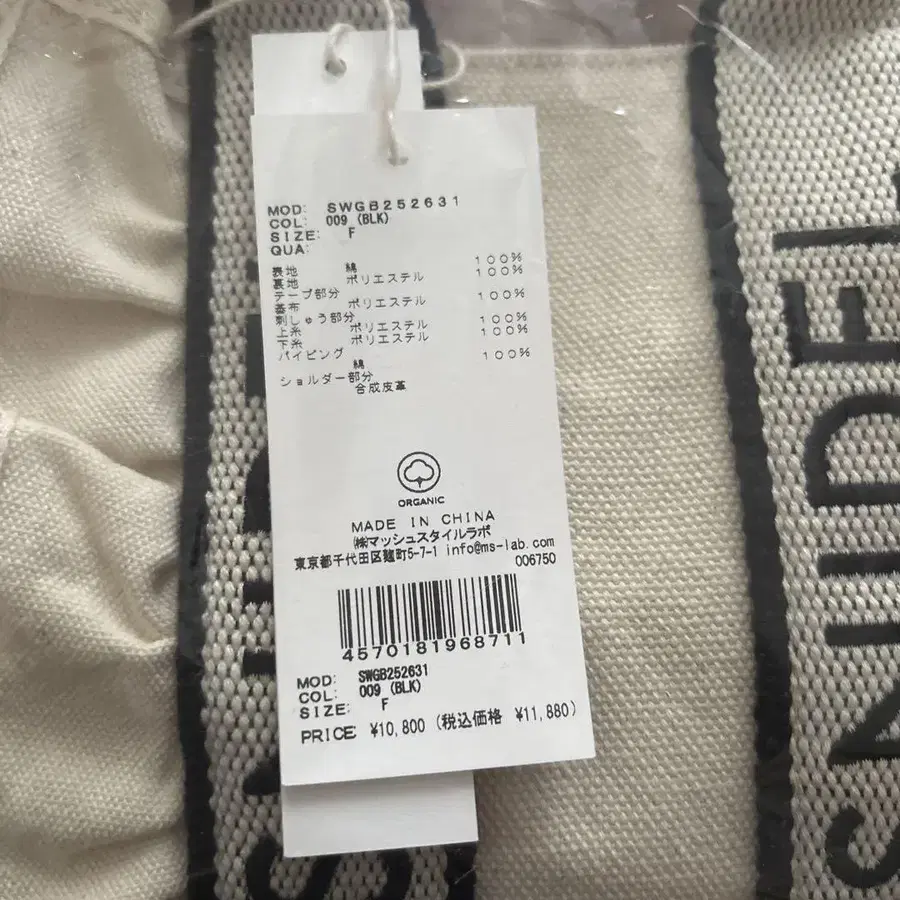 MOD: SWGB252631
COL: 009 (BLK)
SIZE: F
QUA:
表地 綿 100%
裏地 ポリエステル 100%
テープ部分
基布 ポリエステル 100%
刺しゅう部分
上糸 ポリエステル 100%
下糸 ポリエステル 100%
パイピング
綿 100%
ショルダー部分
合成皮革
ORGANIC
MADE IN CHINA
㈱マッシュスタイルラボ
東京都千代田区麹町5-7-1 info@ms-lab.com
006750
4570181968711
MOD: SWGB252631
COL: 009 (BLK)
SIZE: F
PRICE ¥10,800 (税込価格 ¥11,880)
SNIDEL